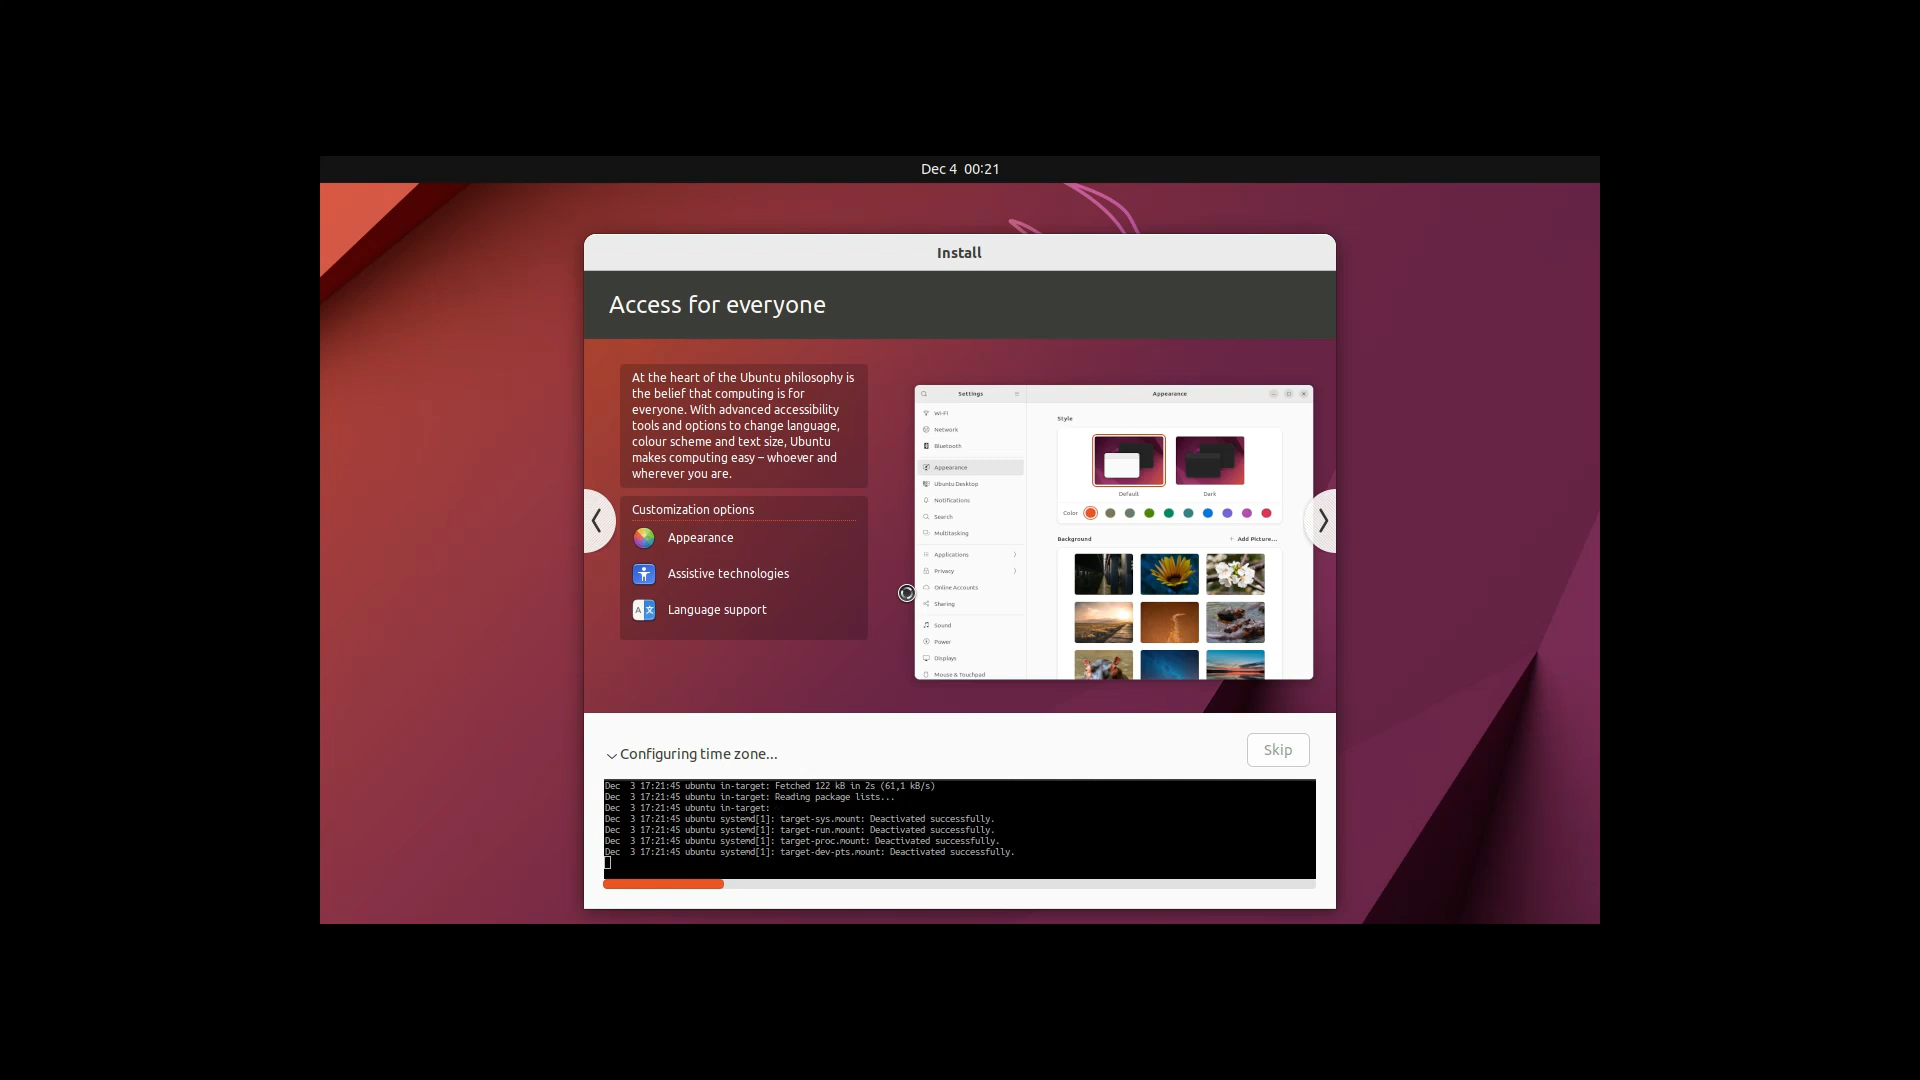 Dec 4  00:21
Install
Access for everyone
At the heart of the Ubuntu philosophy is
the belief that computing is for
everyone. With advanced accessibility
tools and options to change language,
colour scheme and text size, Ubuntu
makes computing easy – whoever and
wherever you are.
Customization options
Appearance
Assistive technologies
Language support
Settings
Wi-Fi
Network
Bluetooth
Appearance
Ubuntu Desktop
Notifications
Search
Multitasking
Applications
Privacy
Online Accounts
Sharing
Sound
Power
Displays
Mouse & Touchpad
Appearance
Style
Default
Dark
Color
Background
+ Add Picture...
Configuring time zone...
Skip
Dec  3 17:21:45 ubuntu in-target: Fetched 122 kB in 2s (61,1 kB/s)
Dec  3 17:21:45 ubuntu in-target: Reading package lists...
Dec  3 17:21:45 ubuntu in-target:
Dec  3 17:21:45 ubuntu systemd[1]: target-sys.mount: Deactivated successfully.
Dec  3 17:21:45 ubuntu systemd[1]: target-run.mount: Deactivated successfully.
Dec  3 17:21:45 ubuntu systemd[1]: target-proc.mount: Deactivated successfully.
Dec  3 17:21:45 ubuntu systemd[1]: target-dev-pts.mount: Deactivated successfully.